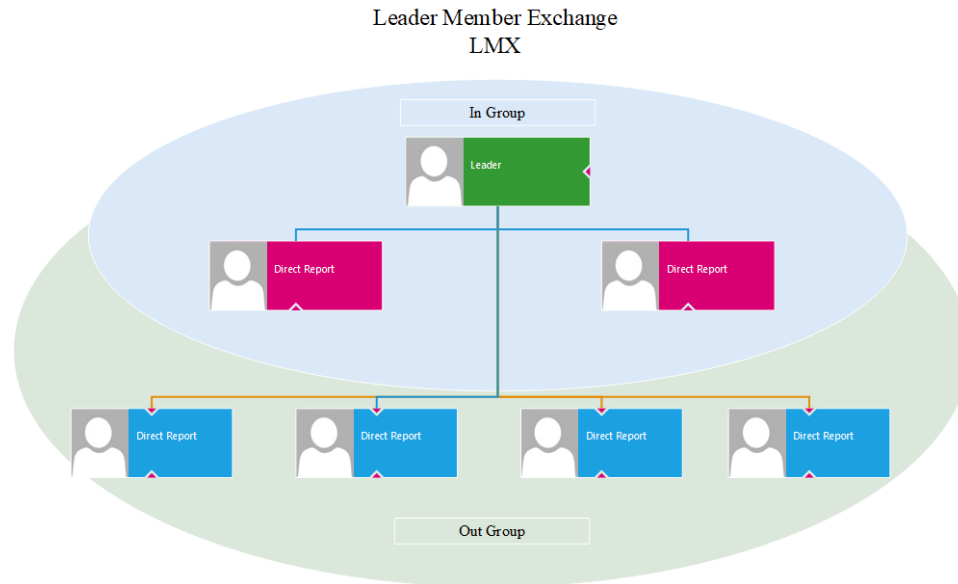 Leader Member Exchange
LMX
In Group
Leader
Direct Report
Direct Report
Direct Report
Direct Report
Direct Report
Direct Report
Out Group